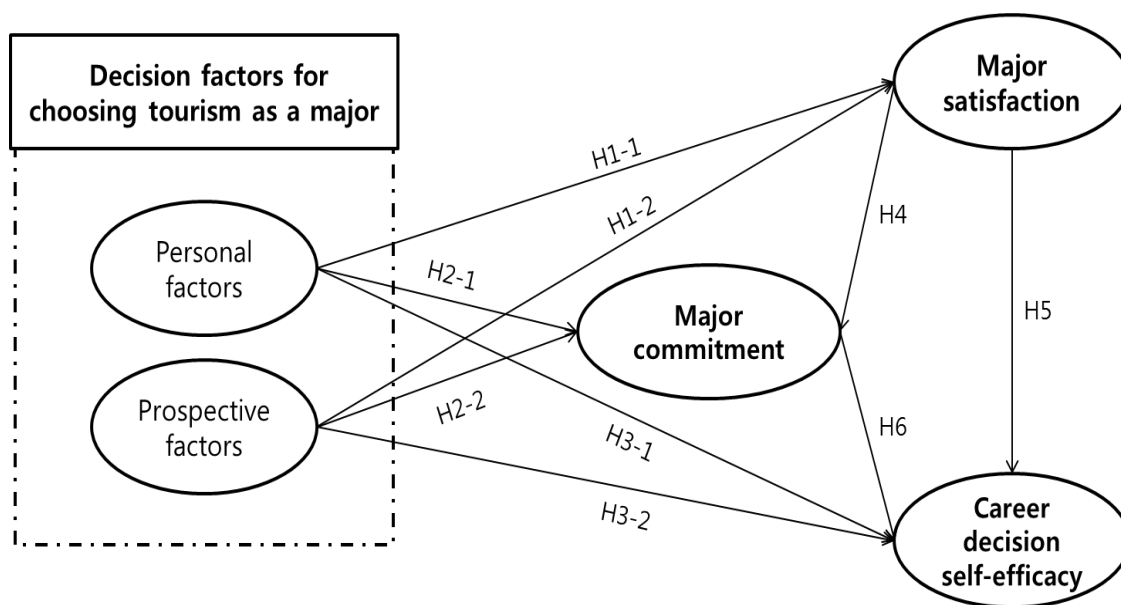 Decision factors for
choosing tourism as a major
Personal
factors
Prospective
factors
H1-1
H1-2
H2-1
H2-2
H3-1
H3-2
Major
satisfaction
H4
Major
commitment
H5
H6
Career
decision
self-efficacy